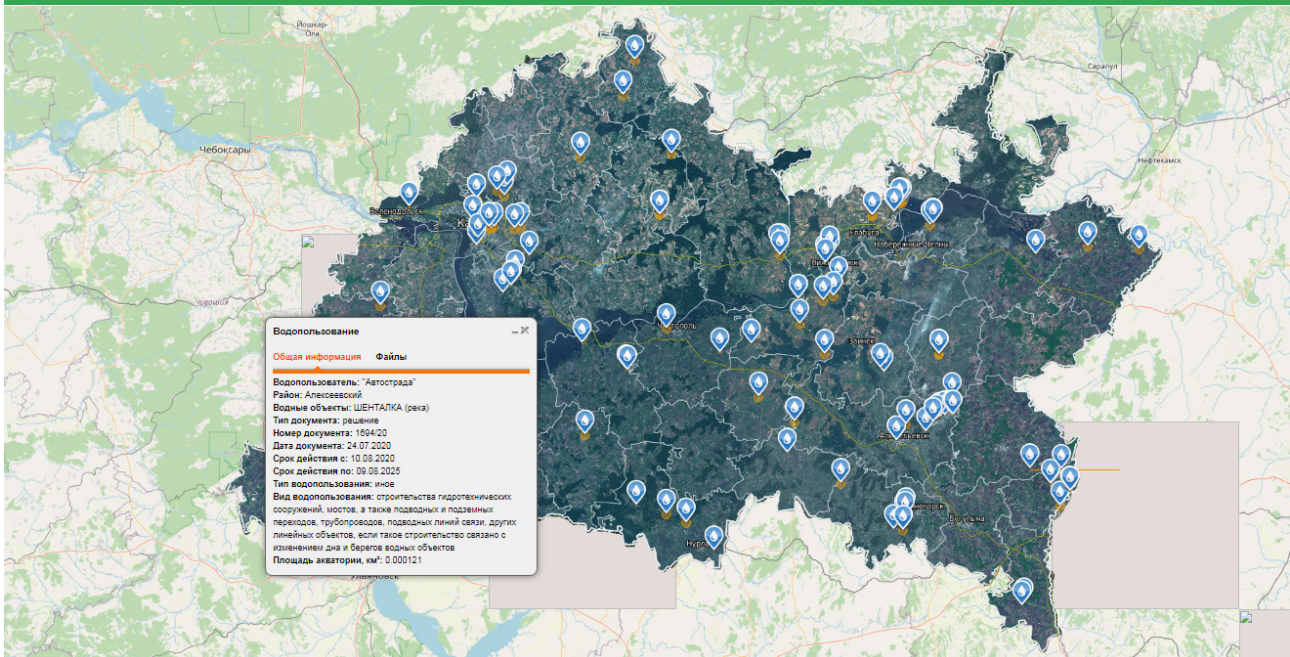 Йошкар-
Ола
Сарапул
Чебоксары
Нефтекамск
Зеленодольск
Елабуга
Набережные Челны
Чувашия
Чистополь
Заинск
Водопользование
Общая информация Файлы
Водопользователь: "Автострада"
Район: Алексеевский
Водные объекты: ШЕНТАЛКА (река)
Тип документа: решение
Номер документа: 1694/20
Дата документа: 24.07.2020
Срок действия с: 10.08.2020
Срок действия по: 09.08.2025
Тип водопользования: иное
Вид водопользования: строительства гидротехнических
сооружений, мостов, а также подводных и подземных
переходов, трубопроводов, подводных линий связи, других
линейных объектов, если такое строительство связано с
изменением дна и берегов водных объектов
Площадь акватории, км²: 0.000121
Бугульма
Ульяновск